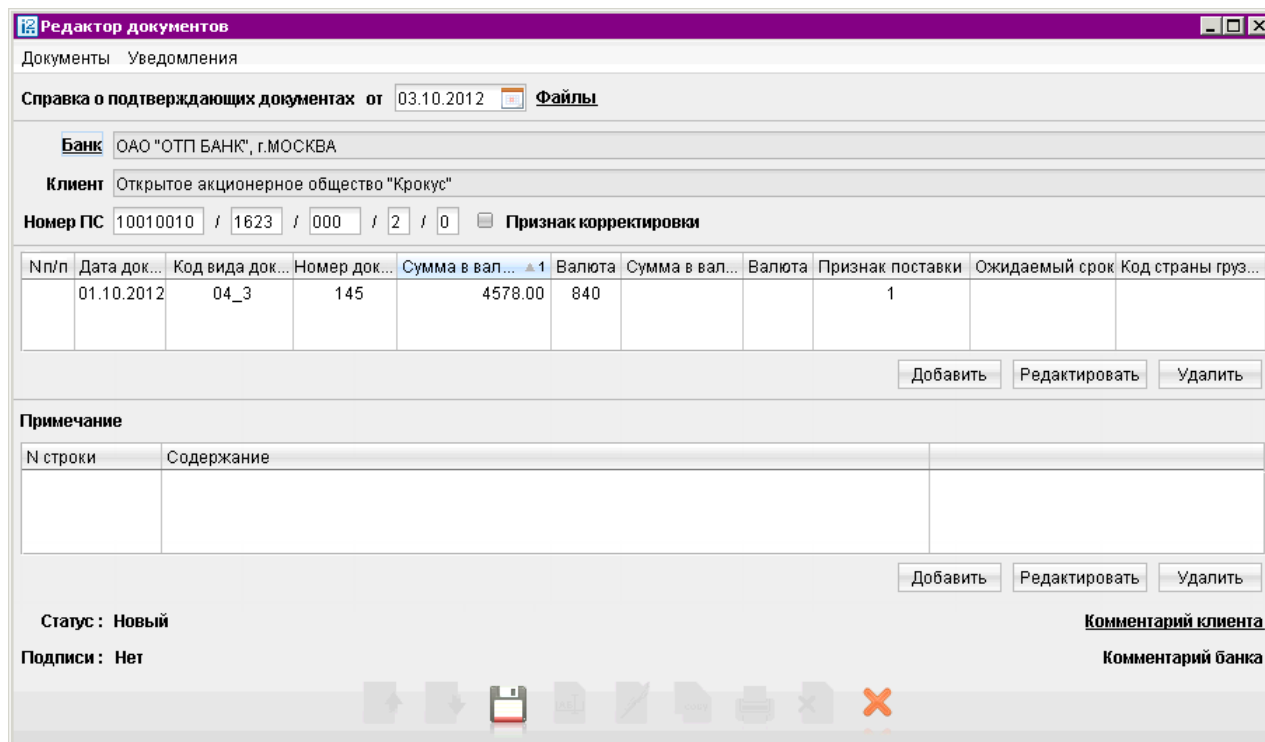 Редактор документов
Документы Уведомления
Справка о подтверждающих документах от 03.10.2012 Файлы
Банк ОАО "ОТП БАНК", г.МОСКВА
Клиент Открытое акционерное общество "Крокус"
Номер ПС 10010010 / 1623 / 000 / 2 / 0 Признак корректировки
Nп/п Дата док... Код вида док... Номер док... Сумма в вал... 1 Валюта Сумма в вал... Валюта Признак поставки Ожидаемый срок Код страны груз...
01.10.2012 04_3 145 4578.00 840 1
Добавить Редактировать Удалить
Примечание
N строки Содержание
Добавить Редактировать Удалить
Статус : Новый Комментарий клиента
Подписи : Нет Комментарий банка